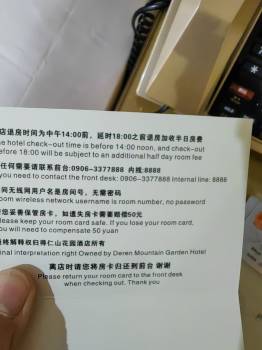 店退房时间为中午14:00前，延时18:00之前退房加收半日房费
he hotel check-out time is before 14:00 noon, and check-out
efore 18:00 will be subject to an additional half day room fee
任何需要请联系前台:0906-3377888 内线:8888
you need to contact the front desk: 0906-3377888 Internal line: 8888
间无线网用户名是房间号，无需密码
oom wireless network username is room number, no password
您妥善保管房卡，如遗失房卡需要赔偿50元
lease keep your room card safe. If you lose your room card,
ou will need to compensate 50 yuan
最终解释权归得仁山花园酒店所有
nal interpretation right Owned by Deren Mountain Garden Hotel
离店时请您将房卡归还到前台 谢谢
Please return your room card to the front desk
when checking out. Thank you